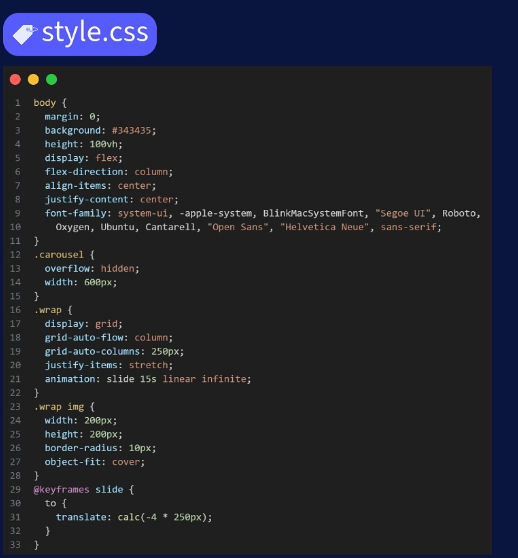 style.css
1 body {
2   margin: 0;
3   background: #343435;
4   height: 100vh;
5   display: flex;
6   flex-direction: column;
7   align-items: center;
8   justify-content: center;
9   font-family: system-ui, -apple-system, BlinkMacSystemFont, "Segoe UI", Roboto,
10     Oxygen, Ubuntu, Cantarell, "Open Sans", "Helvetica Neue", sans-serif;
11 }
12 .carousel {
13   overflow: hidden;
14   width: 600px;
15 }
16 .wrap {
17   display: grid;
18   grid-auto-flow: column;
19   grid-auto-columns: 250px;
20   justify-items: stretch;
21   animation: slide 15s linear infinite;
22 }
23 .wrap img {
24   width: 200px;
25   height: 200px;
26   border-radius: 10px;
27   object-fit: cover;
28 }
29 @keyframes slide {
30   to {
31     translate: calc(-4 * 250px);
32   }
33 }